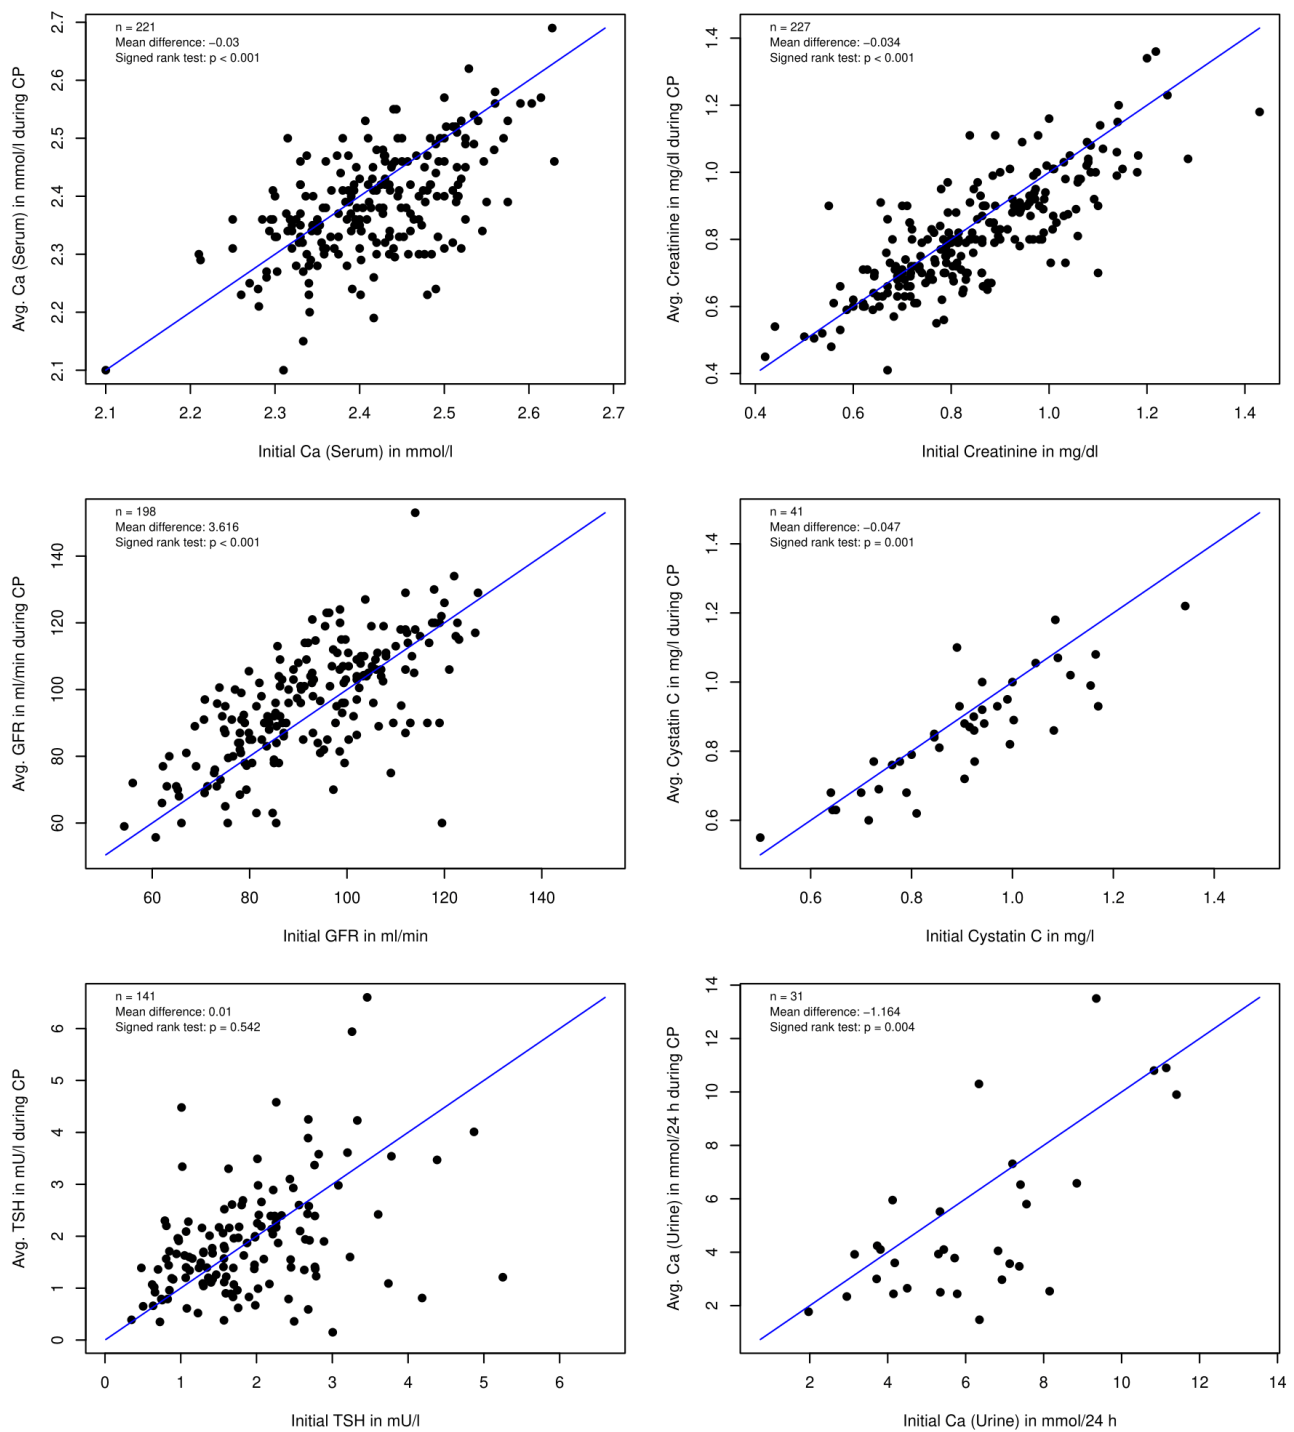 n = 221
Mean difference: −0.03
Signed rank test: p < 0.001
2.1 2.2 2.3 2.4 2.5 2.6 2.7
Avg. Ca (Serum) in mmol/l during CP
2.1 2.2 2.3 2.4 2.5 2.6 2.7
Initial Ca (Serum) in mmol/l
n = 227
Mean difference: −0.034
Signed rank test: p < 0.001
0.4 0.6 0.8 1.0 1.2 1.4
Avg. Creatinine in mg/dl during CP
0.4 0.6 0.8 1.0 1.2 1.4
Initial Creatinine in mg/dl
n = 198
Mean difference: 3.616
Signed rank test: p < 0.001
60 80 100 120 140
Avg. GFR in ml/min during CP
60 80 100 120 140
Initial GFR in ml/min
n = 41
Mean difference: −0.047
Signed rank test: p = 0.001
0.6 0.8 1.0 1.2 1.4
Avg. Cystatin C in mg/l during CP
0.6 0.8 1.0 1.2 1.4
Initial Cystatin C in mg/l
n = 141
Mean difference: 0.01
Signed rank test: p = 0.542
0 1 2 3 4 5 6
Avg. TSH in mU/l during CP
0 1 2 3 4 5 6
Initial TSH in mU/l
n = 31
Mean difference: −1.164
Signed rank test: p = 0.004
2 4 6 8 10 12 14
Avg. Ca (Urine) in mmol/24 h during CP
2 4 6 8 10 12 14
Initial Ca (Urine) in mmol/24 h